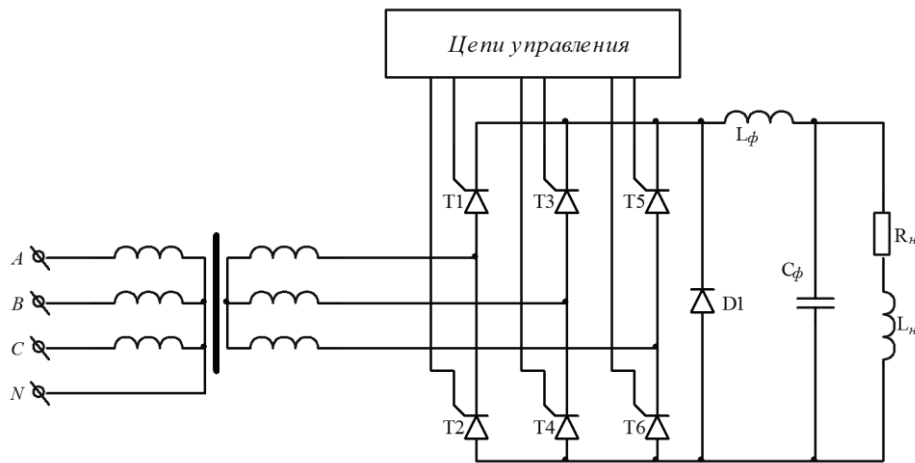 Цепи управления
Lф
T1
T3
T5
Rн
A
Cф
B
D1
Lн
C
N
T2
T4
T6